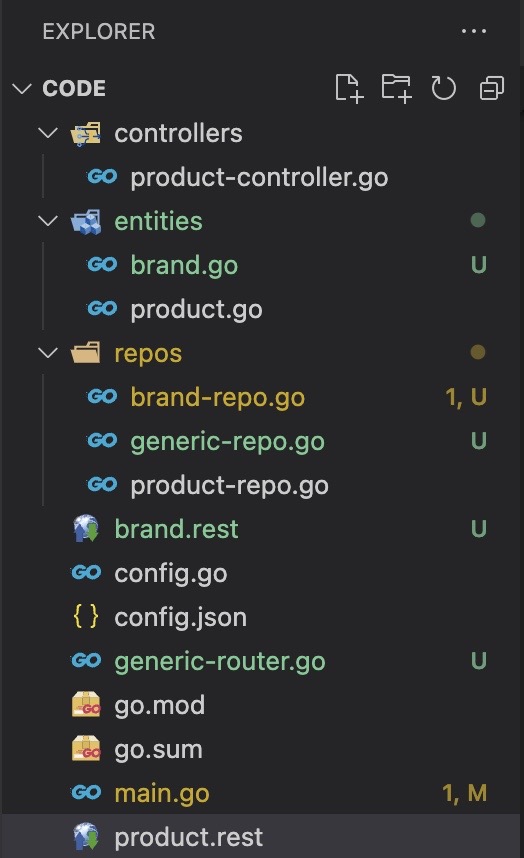 EXPLORER ...
CODE
controllers
GO product-controller.go
entities
GO brand.go U
GO product.go
repos
GO brand-repo.go 1, U
GO generic-repo.go U
GO product-repo.go
brand.rest U
GO config.go
{ } config.json
GO generic-router.go U
GO go.mod
GO go.sum
GO main.go 1, M
product.rest